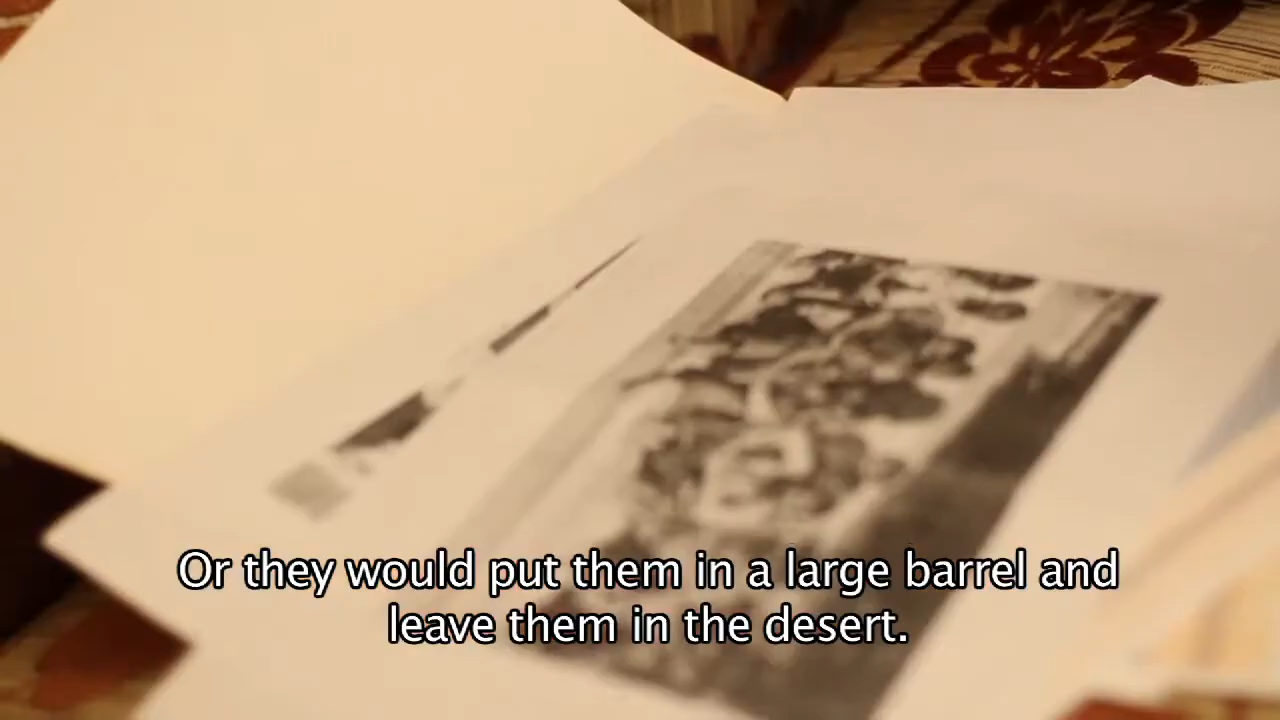 Or they would put them in a large barrel and
leave them in the desert.